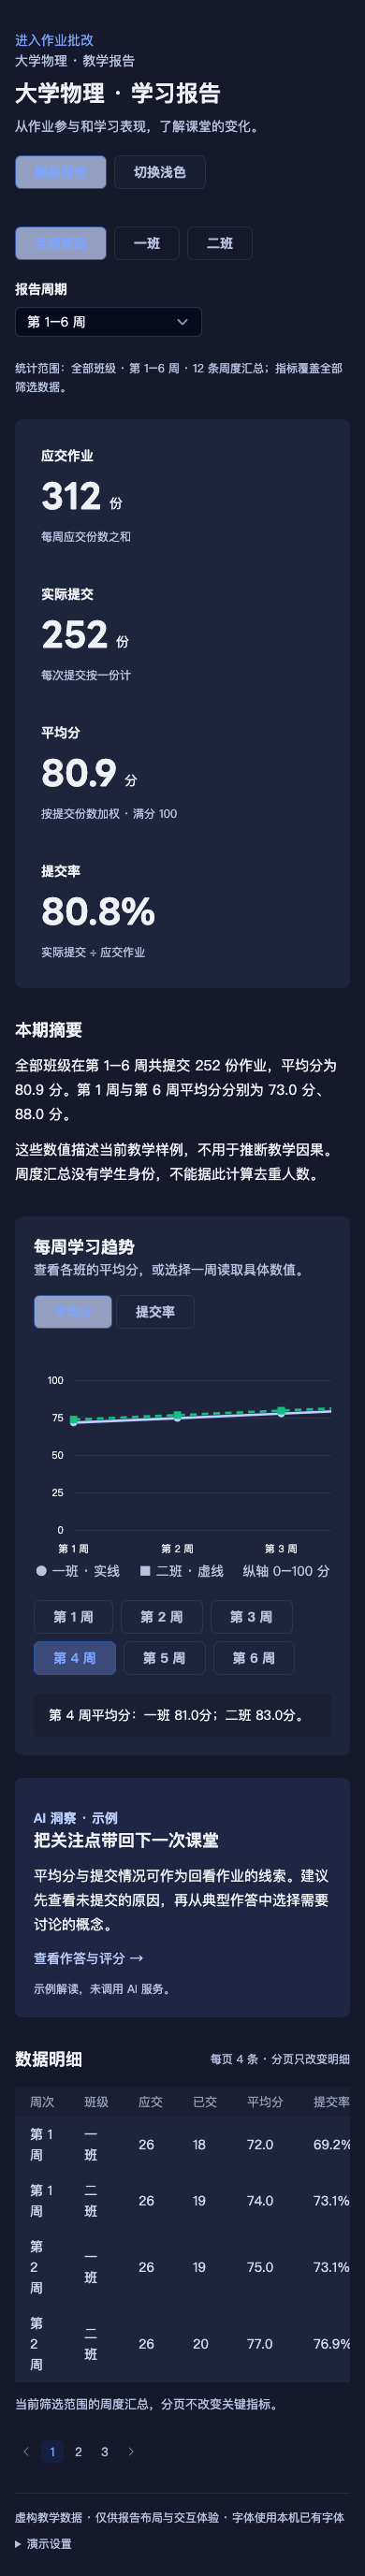 进入作业批改
大学物理 · 教学报告
大学物理 · 学习报告
从作业参与和学习表现，了解课堂的变化。
切换浅色
全部班级 一班 二班
报告周期
第 1—6 周
统计范围：全部班级 · 第 1—6 周 · 12 条周度汇总；指标覆盖全部
筛选数据。
应交作业
312 份
每周应交份数之和
实际提交
252 份
每次提交按一份计
平均分
80.9 分
按提交份数加权 · 满分 100
提交率
80.8%
实际提交 ÷ 应交作业
本期摘要
全部班级在第 1—6 周共提交 252 份作业，平均分为
80.9 分。第 1 周与第 6 周平均分分别为 73.0 分、
88.0 分。
这些数值描述当前教学样例，不用于推断教学因果。
周度汇总没有学生身份，不能据此计算去重人数。
每周学习趋势
查看各班的平均分，或选择一周读取具体数值。
平均分 提交率
100
75
50
25
0
第 1 周 第 2 周 第 3 周
● 一班 · 实线 ■ 二班 · 虚线 纵轴 0—100 分
第 1 周 第 2 周 第 3 周
第 4 周 第 5 周 第 6 周
第 4 周平均分：一班 81.0分；二班 83.0分。
AI 洞察 · 示例
把关注点带回下一次课堂
平均分与提交情况可作为回看作业的线索。建议
先查看未提交的原因，再从典型作答中选择需要
讨论的概念。
查看作答与评分 →
示例解读，未调用 AI 服务。
数据明细 每页 4 条 · 分页只改变明细
周次 班级 应交 已交 平均分 提交率
第 1 周 一班 26 18 72.0 69.2%
第 1 周 二班 26 19 74.0 73.1%
第 2 周 一班 26 19 75.0 73.1%
第 2 周 二班 26 20 77.0 76.9%
当前筛选范围的周度汇总，分页不改变关键指标。
1 2 3
虚构教学数据 · 仅供报告布局与交互体验 · 字体使用本机已有字体
▶ 演示设置